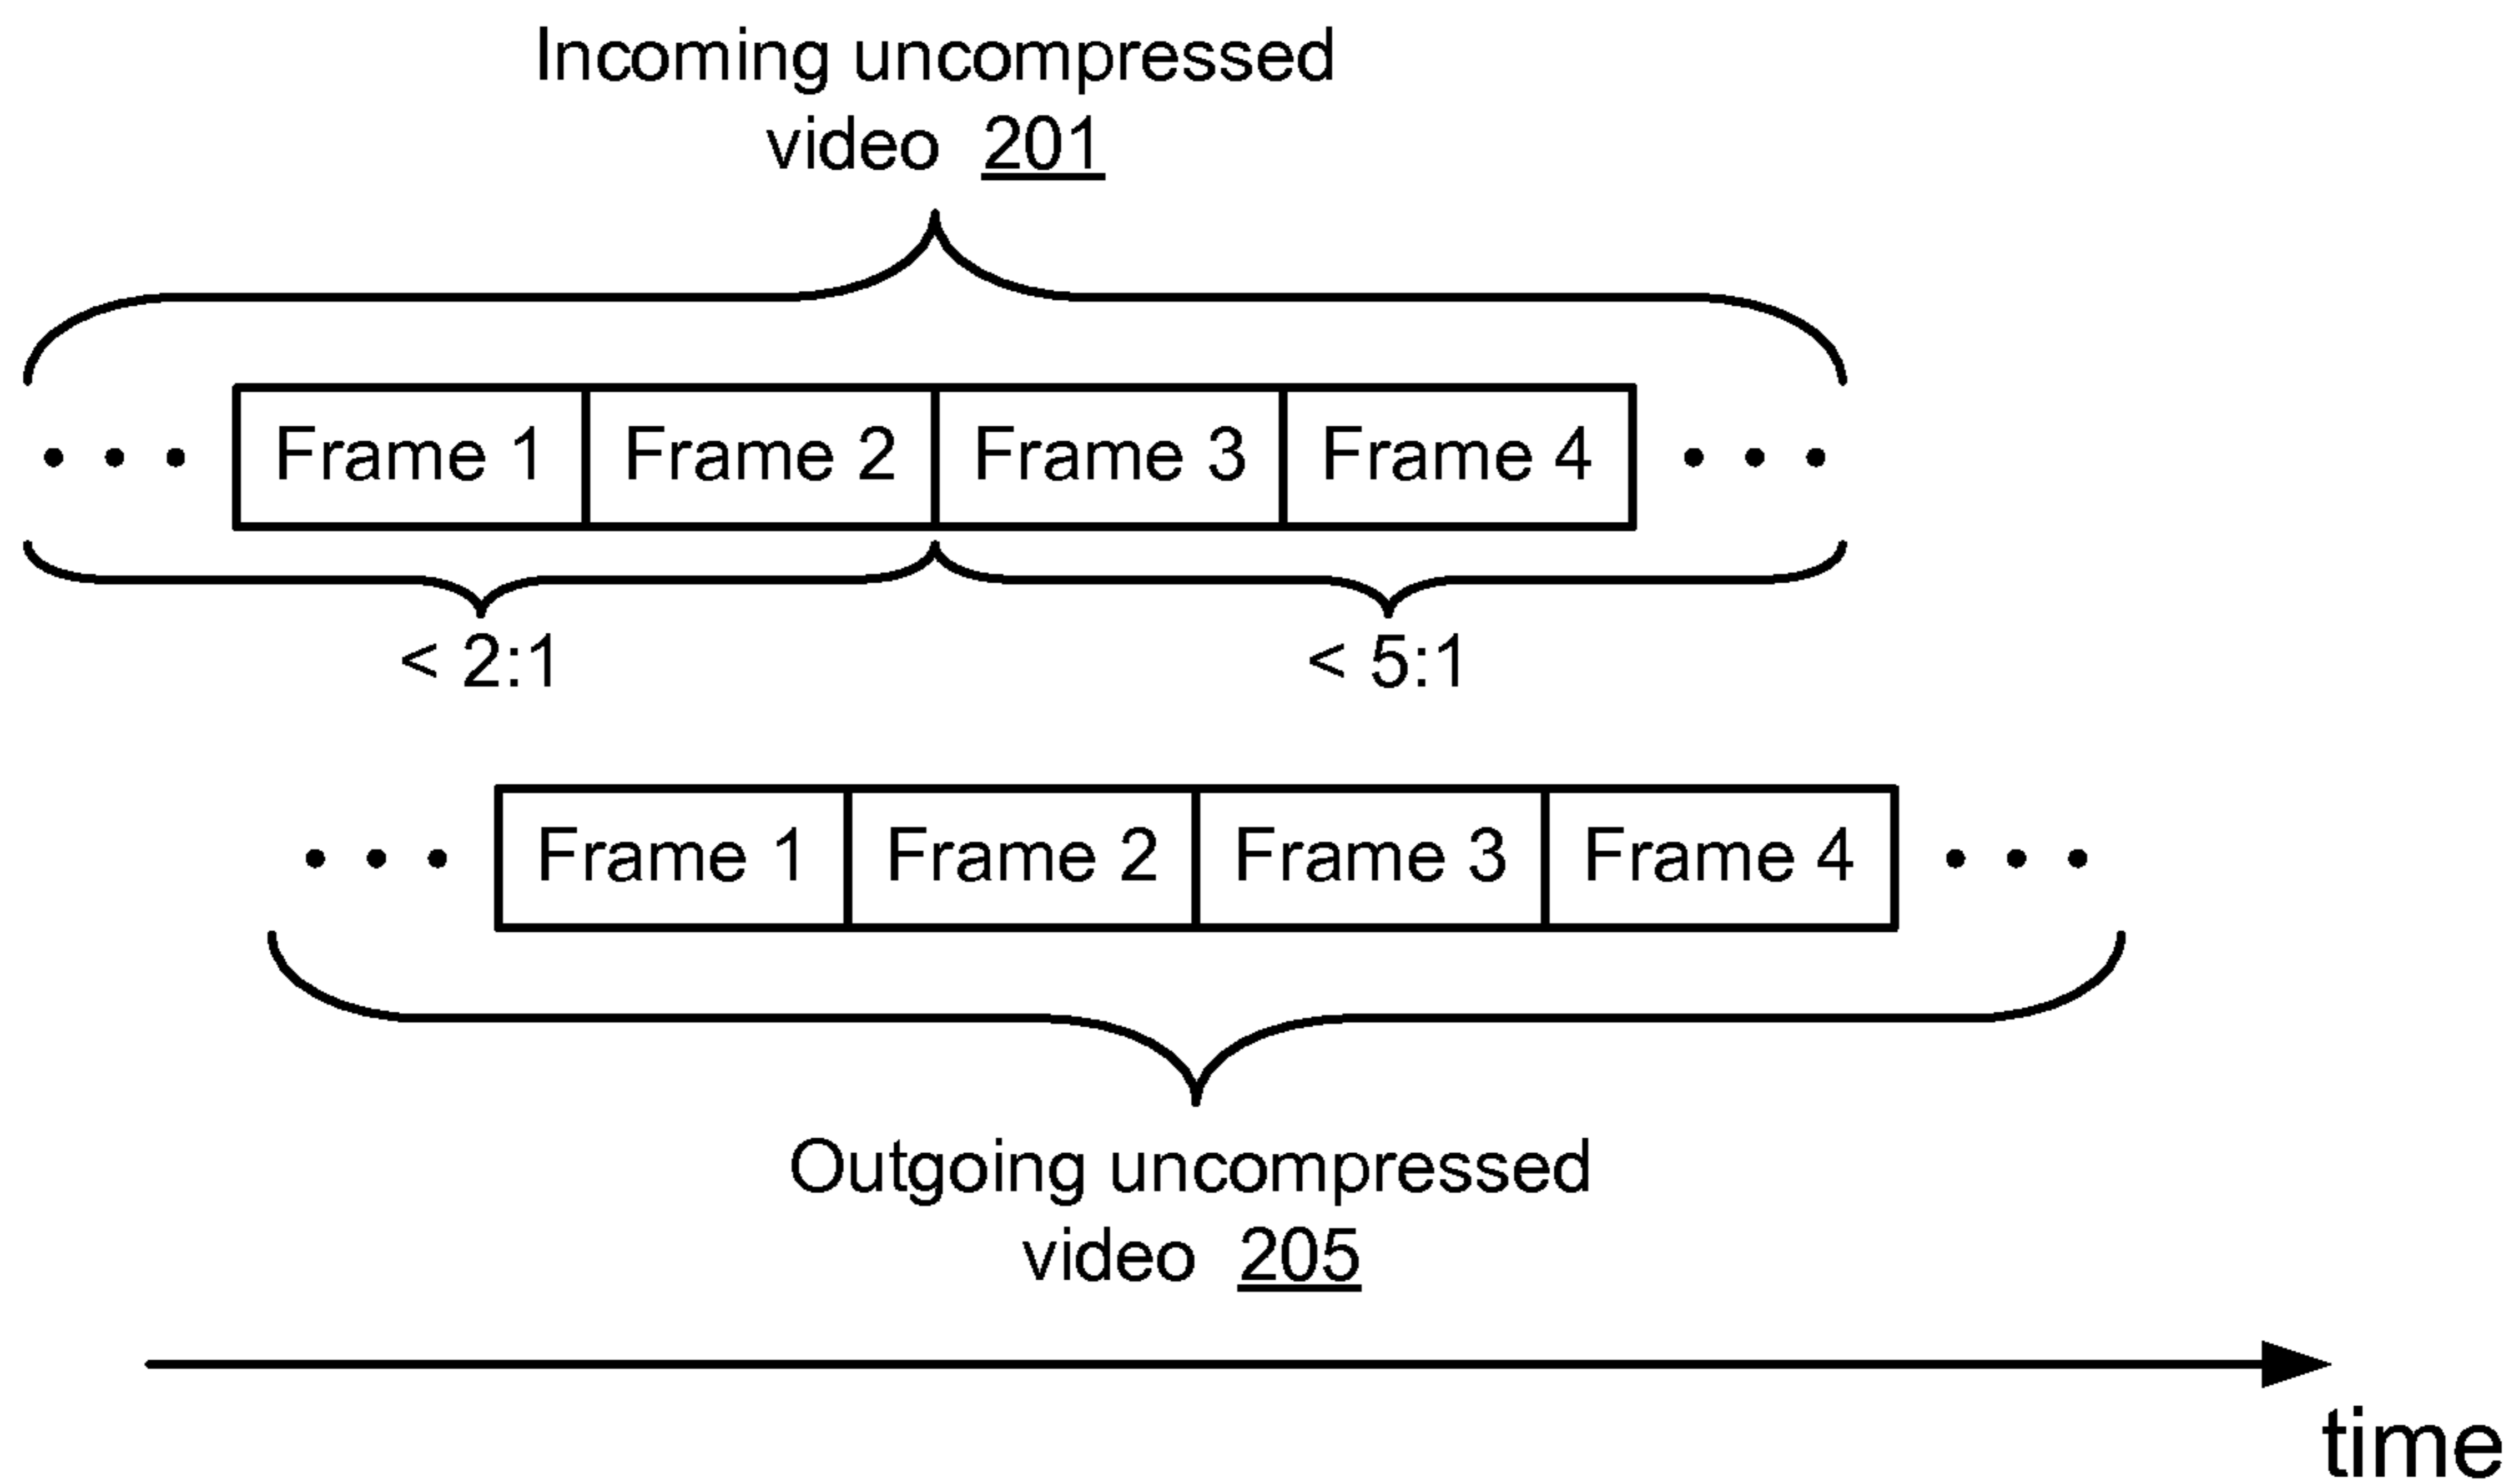 Incoming uncompressed
video 201
• • • Frame 1 Frame 2 Frame 3 Frame 4 • • •
< 2:1 < 5:1
• • • Frame 1 Frame 2 Frame 3 Frame 4 • • •
Outgoing uncompressed
video 205
time